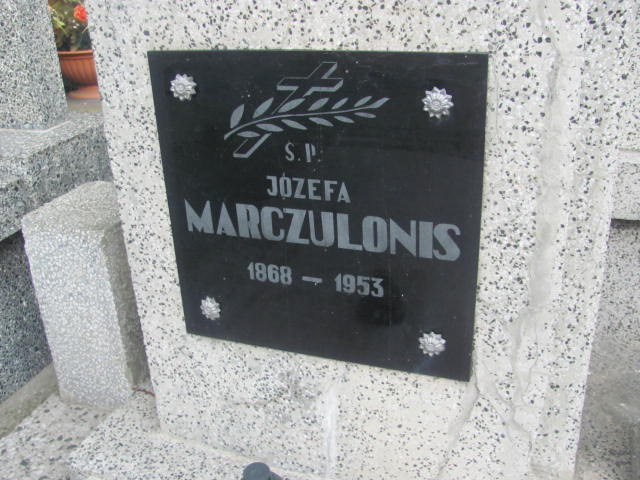 Ś.P.
JÓZEFA
MARCZULONIS
1868 – 1953